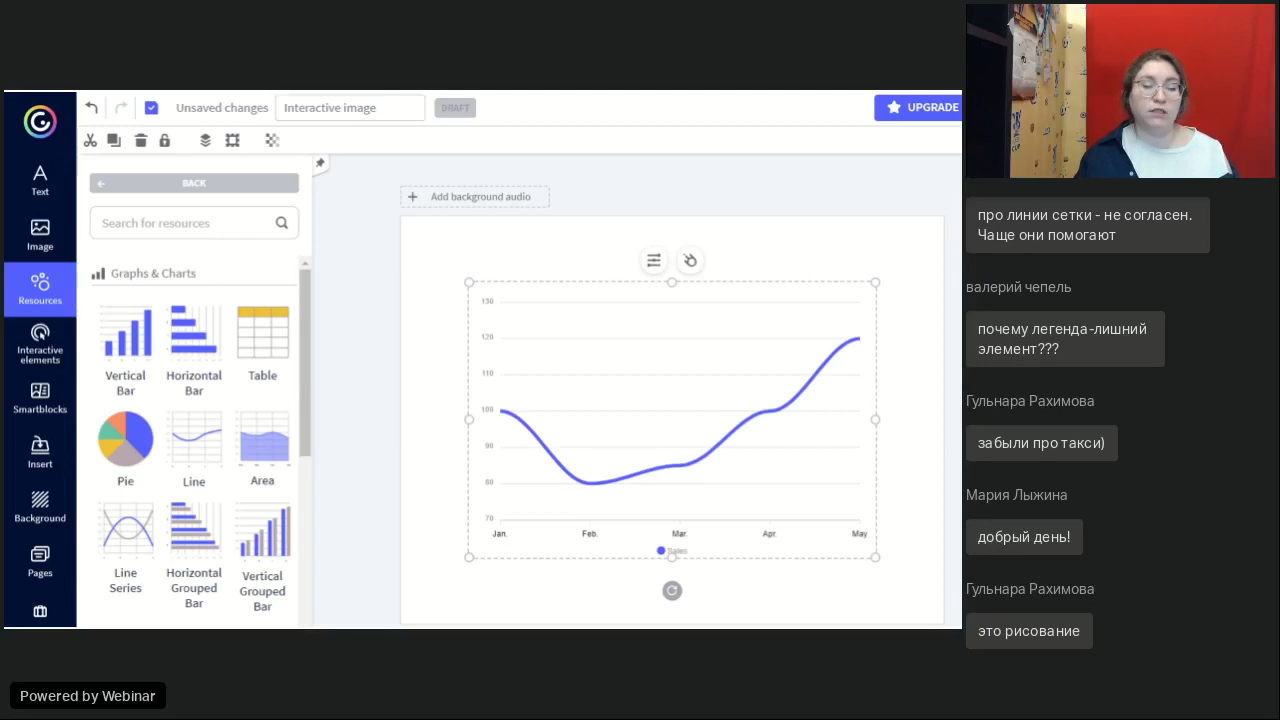 Unsaved changes
Interactive image
DRAFT
UPGRADE
Text
Image
Resources
Interactive
elements
Smartblocks
Insert
Background
Pages
BACK
Search for resources
Graphs & Charts
Vertical
Bar
Horizontal
Bar
Table
Pie
Line
Area
Line
Series
Horizontal
Grouped
Bar
Vertical
Grouped
Bar
Add background audio
130
120
110
100
90
80
70
Jan.
Feb.
Mar.
Apr.
May
Sales
про линии сетки - не согласен.
Чаще они помогают
валерий чепель
почему легенда-лишний
элемент???
Гульнара Рахимова
забыли про такси)
Мария Лыжина
добрый день!
Гульнара Рахимова
это рисование
Powered by Webinar